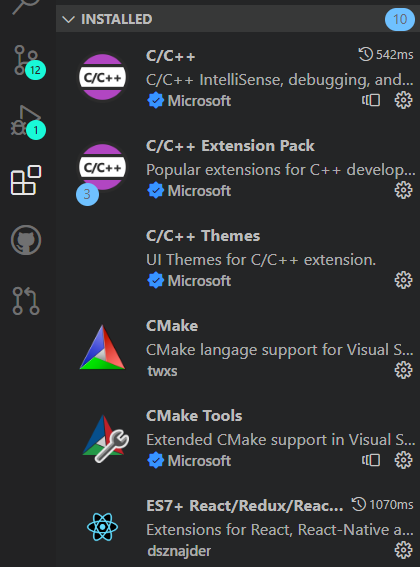 INSTALLED 10
C/C++ 542ms
C/C++ C/C++ IntelliSense, debugging, and...
12
Microsoft
1
C/C++ Extension Pack
C/C++ Popular extensions for C++ develop...
3 Microsoft
C/C++ Themes
UI Themes for C/C++ extension.
Microsoft
CMake
CMake langage support for Visual S...
twxs
CMake Tools
Extended CMake support in Visual S...
Microsoft
ES7+ React/Redux/Reac... 1070ms
Extensions for React, React-Native a...
dsznajder